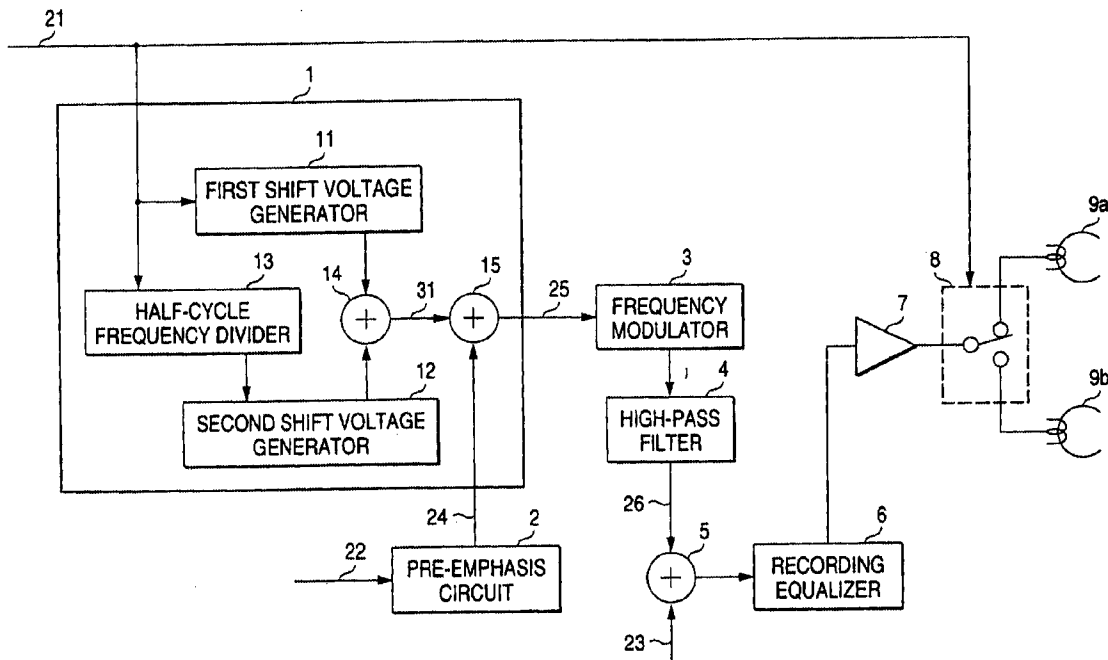 21
1
11
FIRST SHIFT VOLTAGE
GENERATOR
9a
13
14
31
15
25
3
8
HALF-CYCLE
FREQUENCY DIVIDER
FREQUENCY
MODULATOR
7
12
4
9b
SECOND SHIFT VOLTAGE
GENERATOR
HIGH-PASS
FILTER
24
2
26
5
6
22
PRE-EMPHASIS
CIRCUIT
RECORDING
EQUALIZER
23